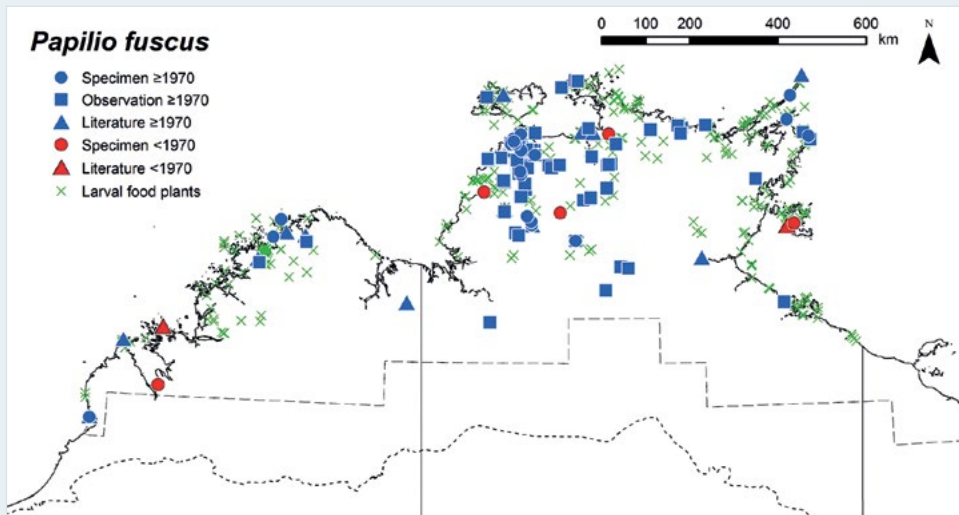 Papilio fuscus
Specimen ≥1970
Observation ≥1970
Literature ≥1970
Specimen <1970
Literature <1970
Larval food plants
0 100 200 400 600
km
N